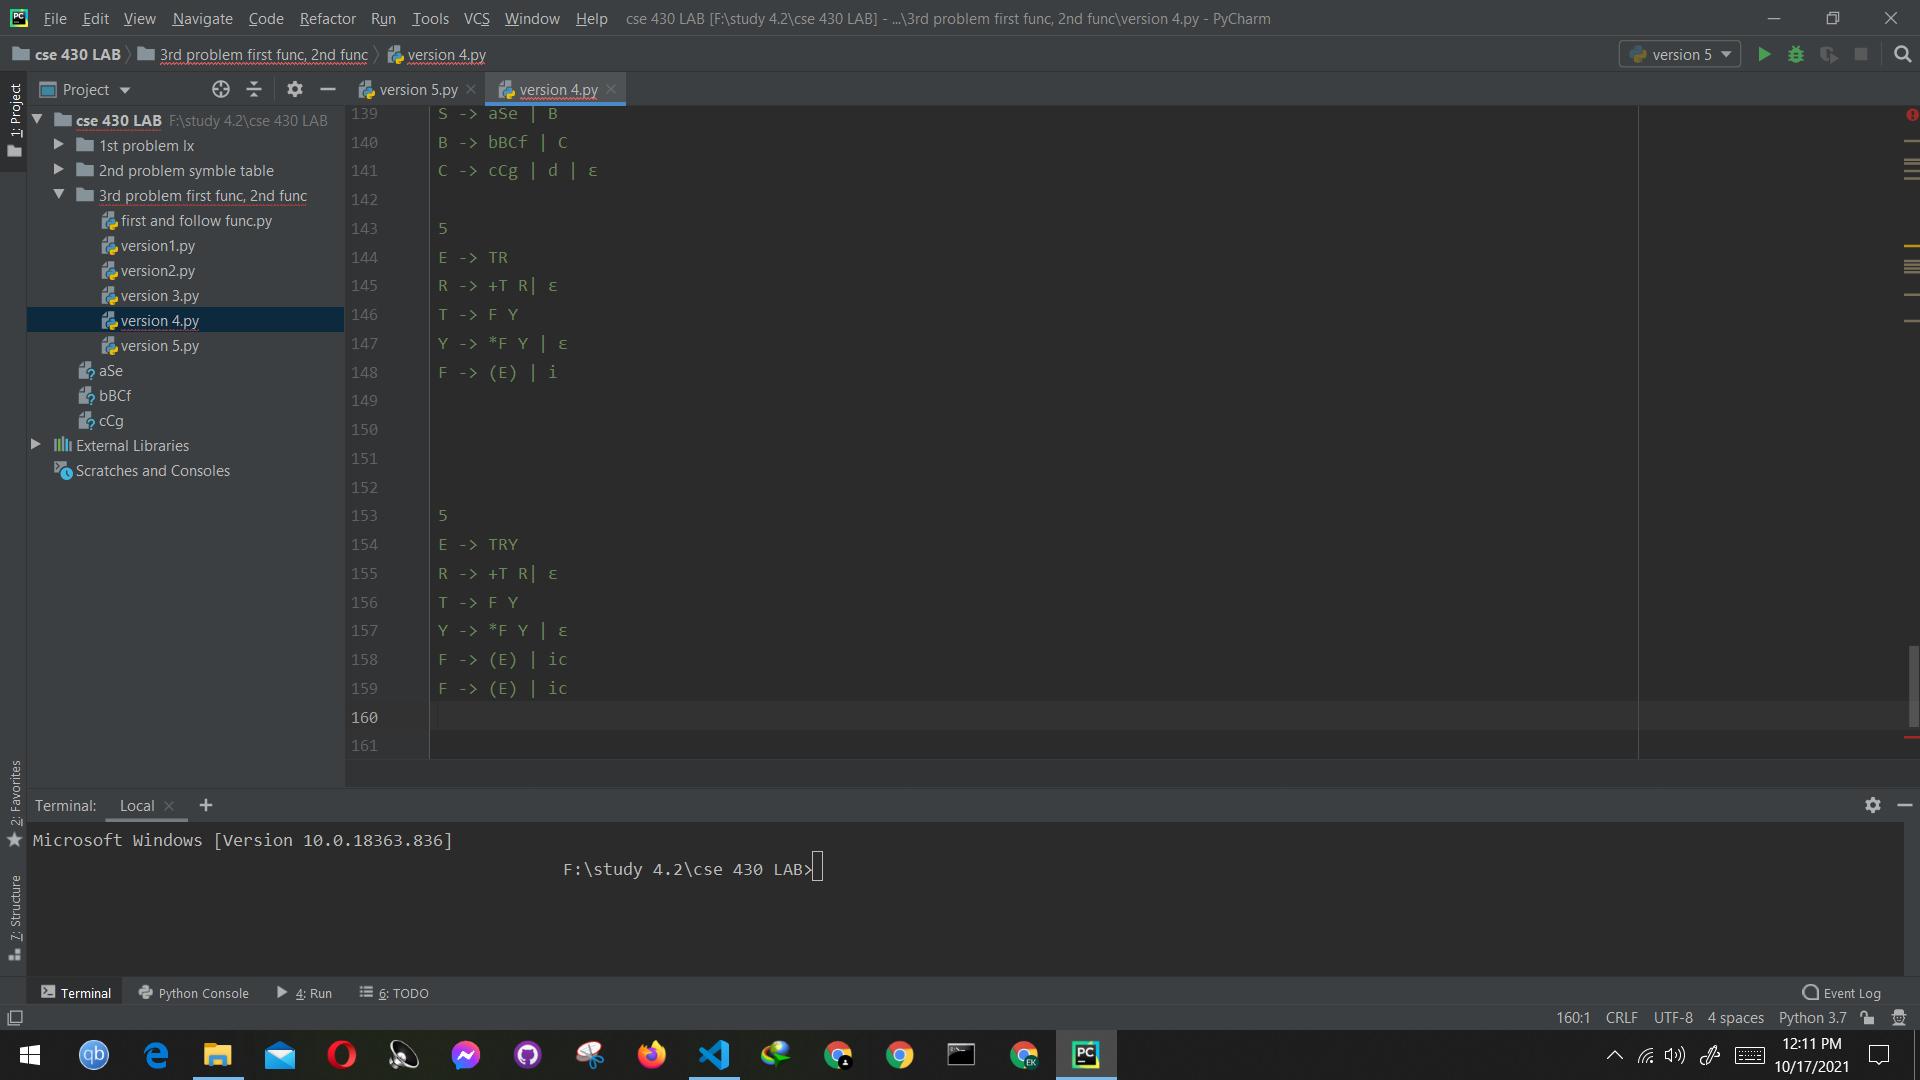 File Edit View Navigate Code Refactor Run Tools VCS Window Help cse 430 LAB [F:\study 4.2\cse 430 LAB] - ...\3rd problem first func, 2nd func\version 4.py - PyCharm
cse 430 LAB 3rd problem first func, 2nd func version 4.py version 5
1: Project
Project
version 5.py version 4.py
cse 430 LAB F:\study 4.2\cse 430 LAB
1st problem lx
2nd problem symble table
3rd problem first func, 2nd func
first and follow func.py
version1.py
version2.py
version 3.py
version 4.py
version 5.py
aSe
bBCf
cCg
External Libraries
Scratches and Consoles
139 S -> aSe | B
140 B -> bBCf | C
141 C -> cCg | d | ε
142
143 5
144 E -> TR
145 R -> +T R| ε
146 T -> F Y
147 Y -> *F Y | ε
148 F -> (E) | i
149
150
151
152
153 5
154 E -> TRY
155 R -> +T R| ε
156 T -> F Y
157 Y -> *F Y | ε
158 F -> (E) | ic
159 F -> (E) | ic
160
161
2: Favorites
7: Structure
Terminal: Local
Microsoft Windows [Version 10.0.18363.836]
F:\study 4.2\cse 430 LAB>
Terminal Python Console 4: Run 6: TODO Event Log
160:1 CRLF UTF-8 4 spaces Python 3.7
qb
EK
PC
12:11 PM
10/17/2021